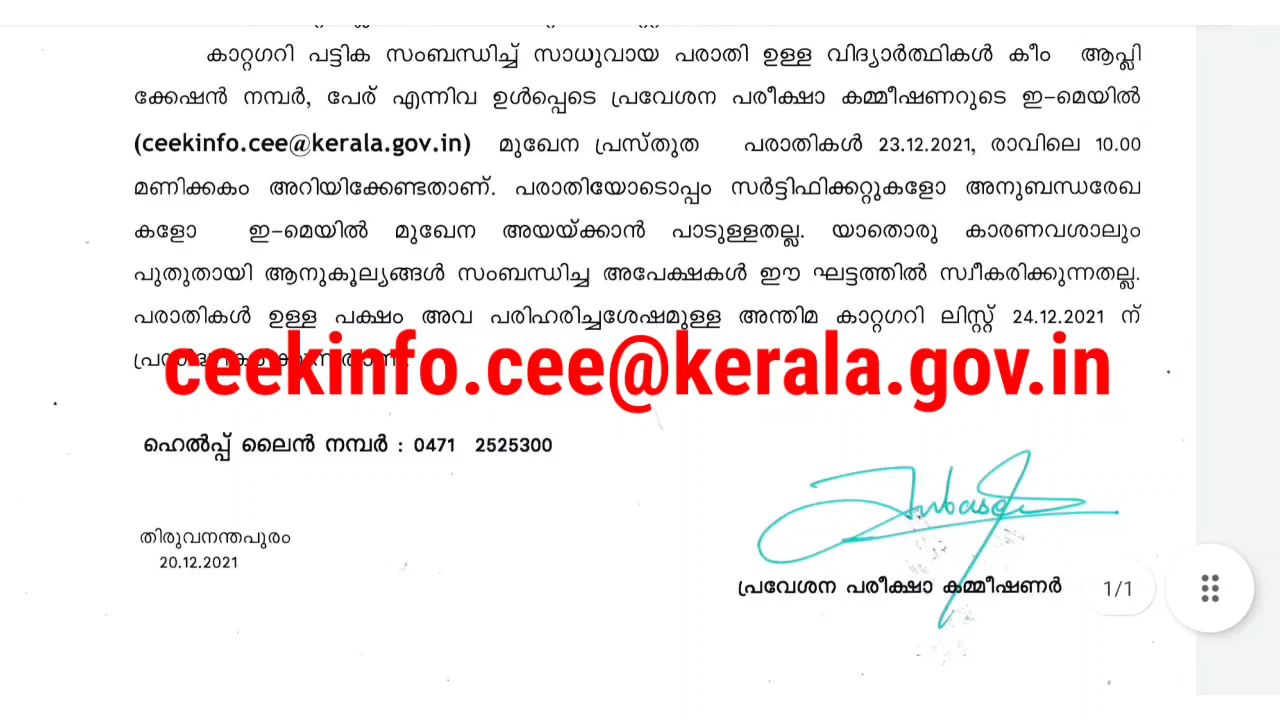 കാറ്റഗറി പട്ടിക സംബന്ധിച്ച് സാധുവായ പരാതി ഉള്ള വിദ്യാർത്ഥികൾ കീം ആപ്ലി
ക്കേഷൻ നമ്പർ, പേര് എന്നിവ ഉൾപ്പെടെ പ്രവേശന പരീക്ഷാ കമ്മീഷണറുടെ ഇ-മെയിൽ
(ceekinfo.cee@kerala.gov.in) മുഖേന പ്രസ്തുത പരാതികൾ 23.12.2021, രാവിലെ 10.00
മണിക്കകം അറിയിക്കേണ്ടതാണ്. പരാതിയോടൊപ്പം സർട്ടിഫിക്കറ്റുകളോ അനുബന്ധരേഖ
കളോ ഇ-മെയിൽ മുഖേന അയയ്ക്കാൻ പാടുള്ളതല്ല. യാതൊരു കാരണവശാലും
പുതുതായി ആനുകൂല്യങ്ങൾ സംബന്ധിച്ച അപേക്ഷകൾ ഈ ഘട്ടത്തിൽ സ്വീകരിക്കുന്നതല്ല.
പരാതികൾ ഉള്ള പക്ഷം അവ പരിഹരിച്ചശേഷമുള്ള അന്തിമ കാറ്റഗറി ലിസ്റ്റ് 24.12.2021 ന്
ceekinfo.cee@kerala.gov.in
ഹെൽപ്പ് ലൈൻ നമ്പർ : 0471 2525300
തിരുവനന്തപുരം
20.12.2021
പ്രവേശന പരീക്ഷാ കമ്മീഷണർ
1/1